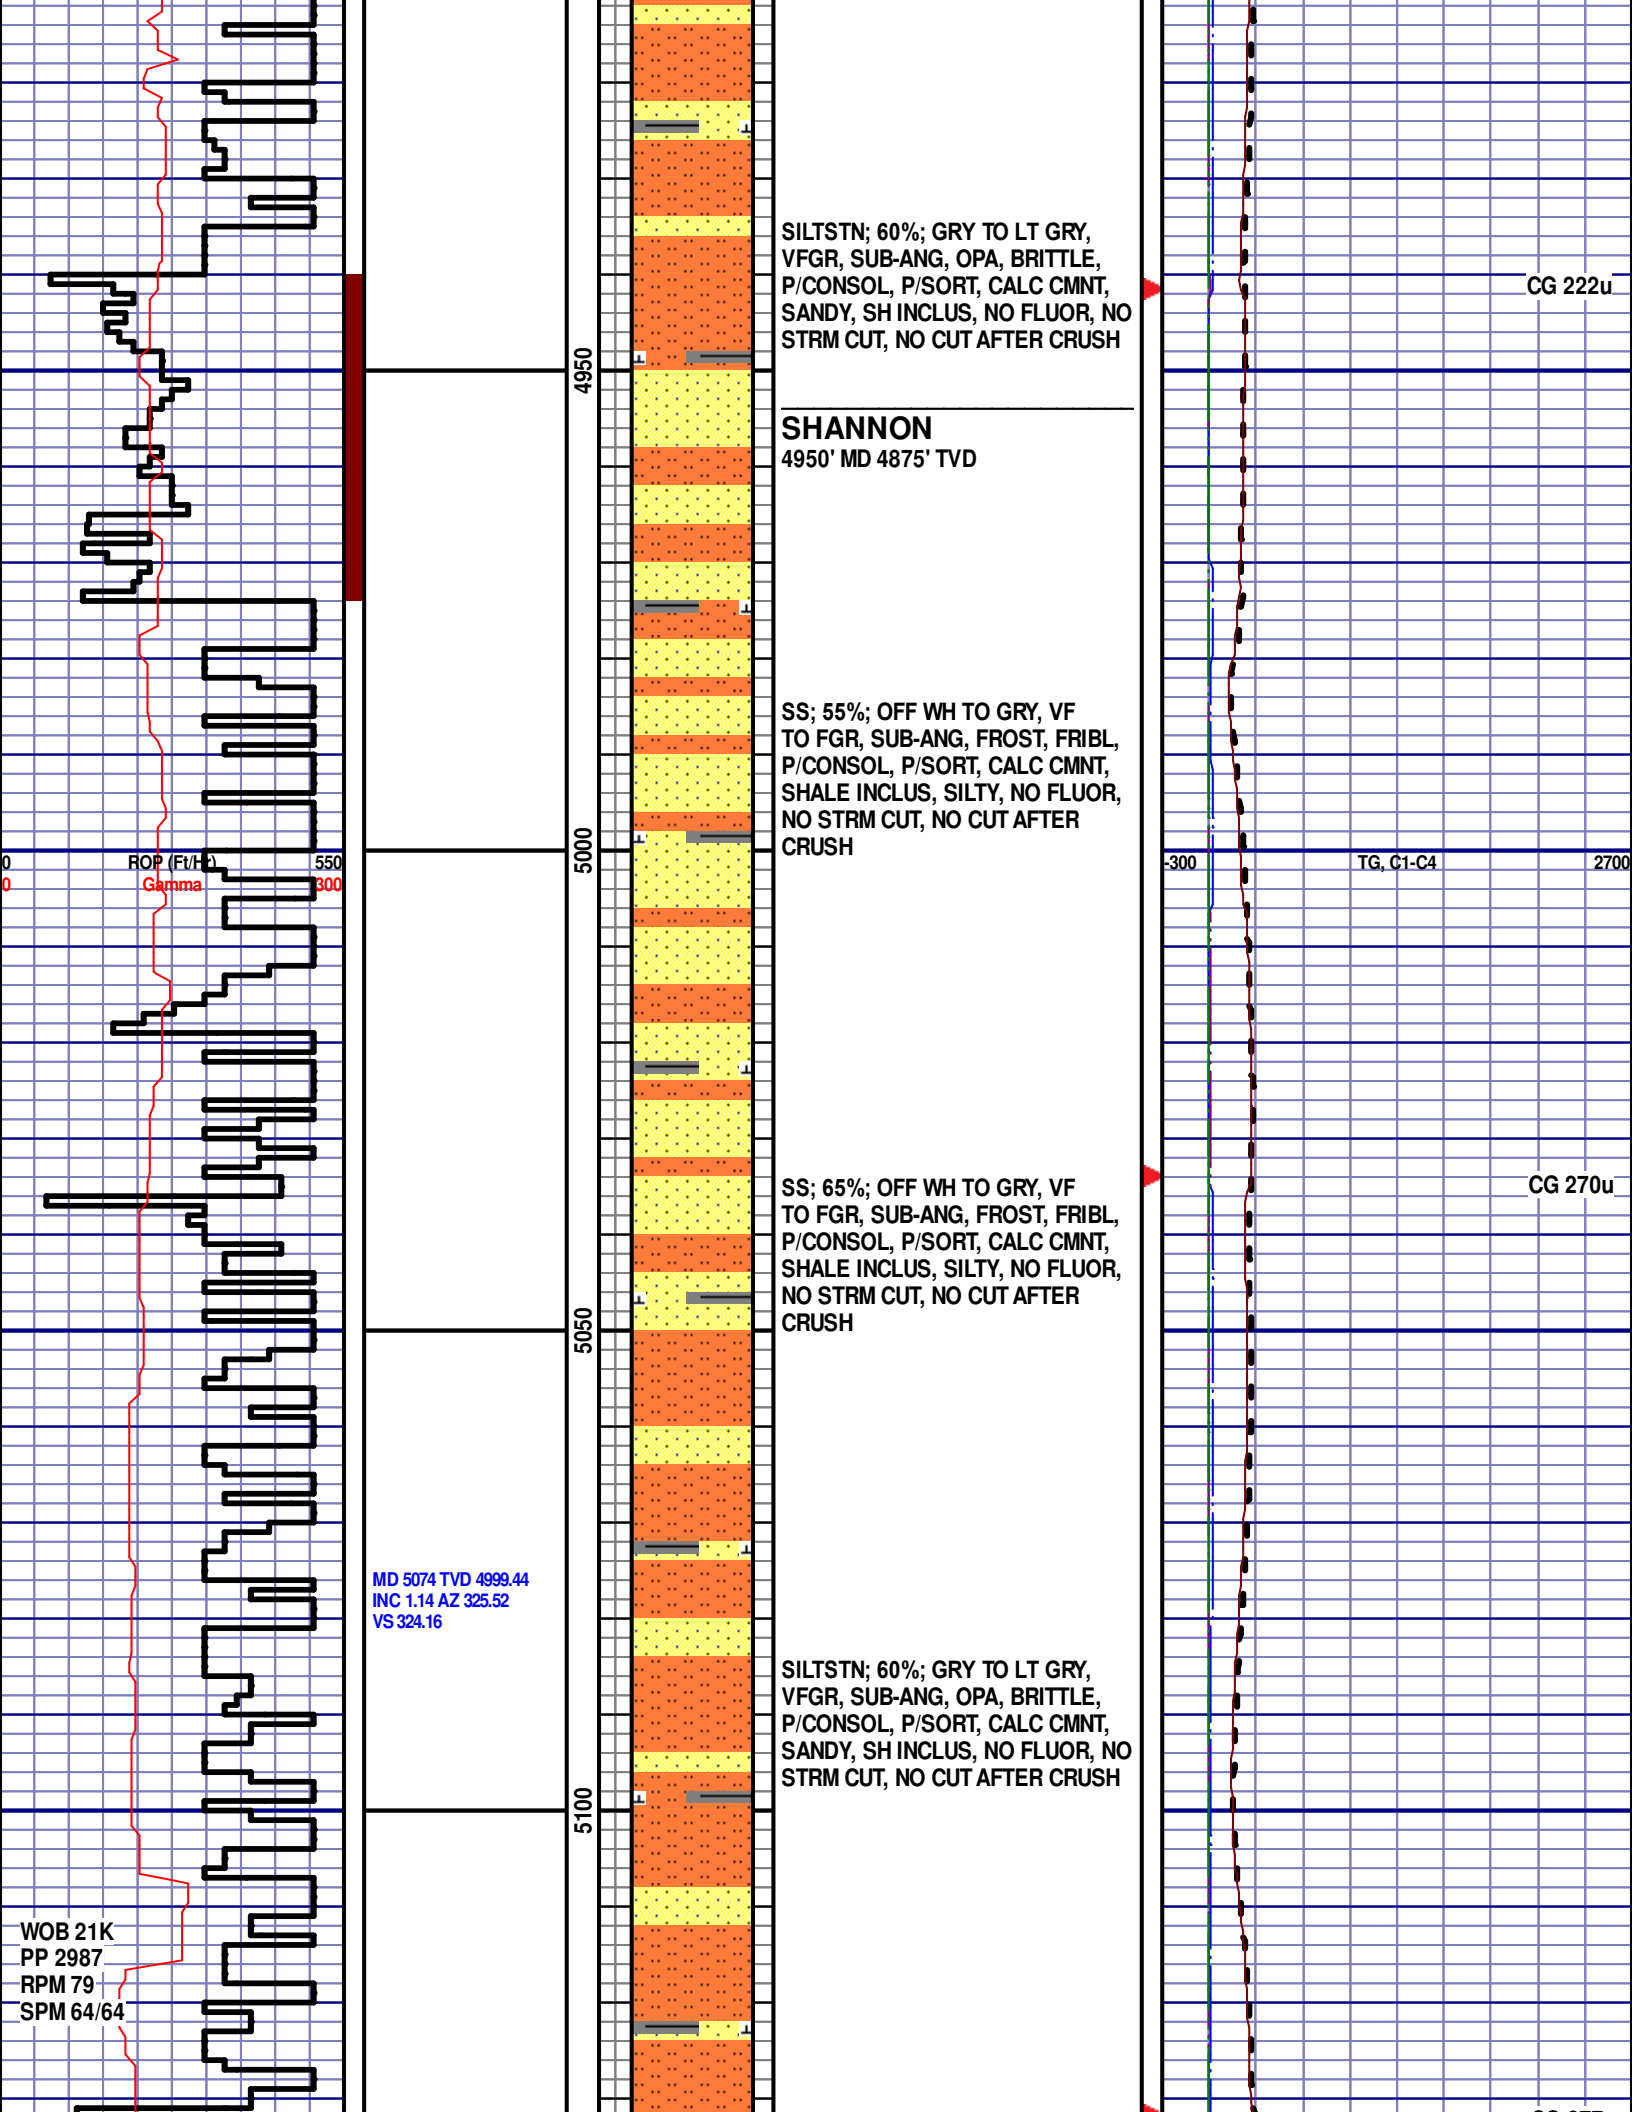 SILTSTN; 60%; GRY TO LT GRY,
VFGR, SUB-ANG, OPA, BRITTLE,
P/CONSOL, P/SORT, CALC CMNT,
SANDY, SH INCLUS, NO FLUOR, NO
STRM CUT, NO CUT AFTER CRUSH
CG 222u
4950
SHANNON
4950' MD 4875' TVD
SS; 55%; OFF WH TO GRY, VF
TO FGR, SUB-ANG, FROST, FRIBL,
P/CONSOL, P/SORT, CALC CMNT,
SHALE INCLUS, SILTY, NO FLUOR,
NO STRM CUT, NO CUT AFTER
CRUSH
5000
0 ROP (Ft/Hr) 550
0 Gamma 300
-300 TG, C1-C4 2700
SS; 65%; OFF WH TO GRY, VF
TO FGR, SUB-ANG, FROST, FRIBL,
P/CONSOL, P/SORT, CALC CMNT,
SHALE INCLUS, SILTY, NO FLUOR,
NO STRM CUT, NO CUT AFTER
CRUSH
CG 270u
5050
MD 5074 TVD 4999.44
INC 1.14 AZ 325.52
VS 324.16
SILTSTN; 60%; GRY TO LT GRY,
VFGR, SUB-ANG, OPA, BRITTLE,
P/CONSOL, P/SORT, CALC CMNT,
SANDY, SH INCLUS, NO FLUOR, NO
STRM CUT, NO CUT AFTER CRUSH
5100
WOB 21K
PP 2987
RPM 79
SPM 64/64